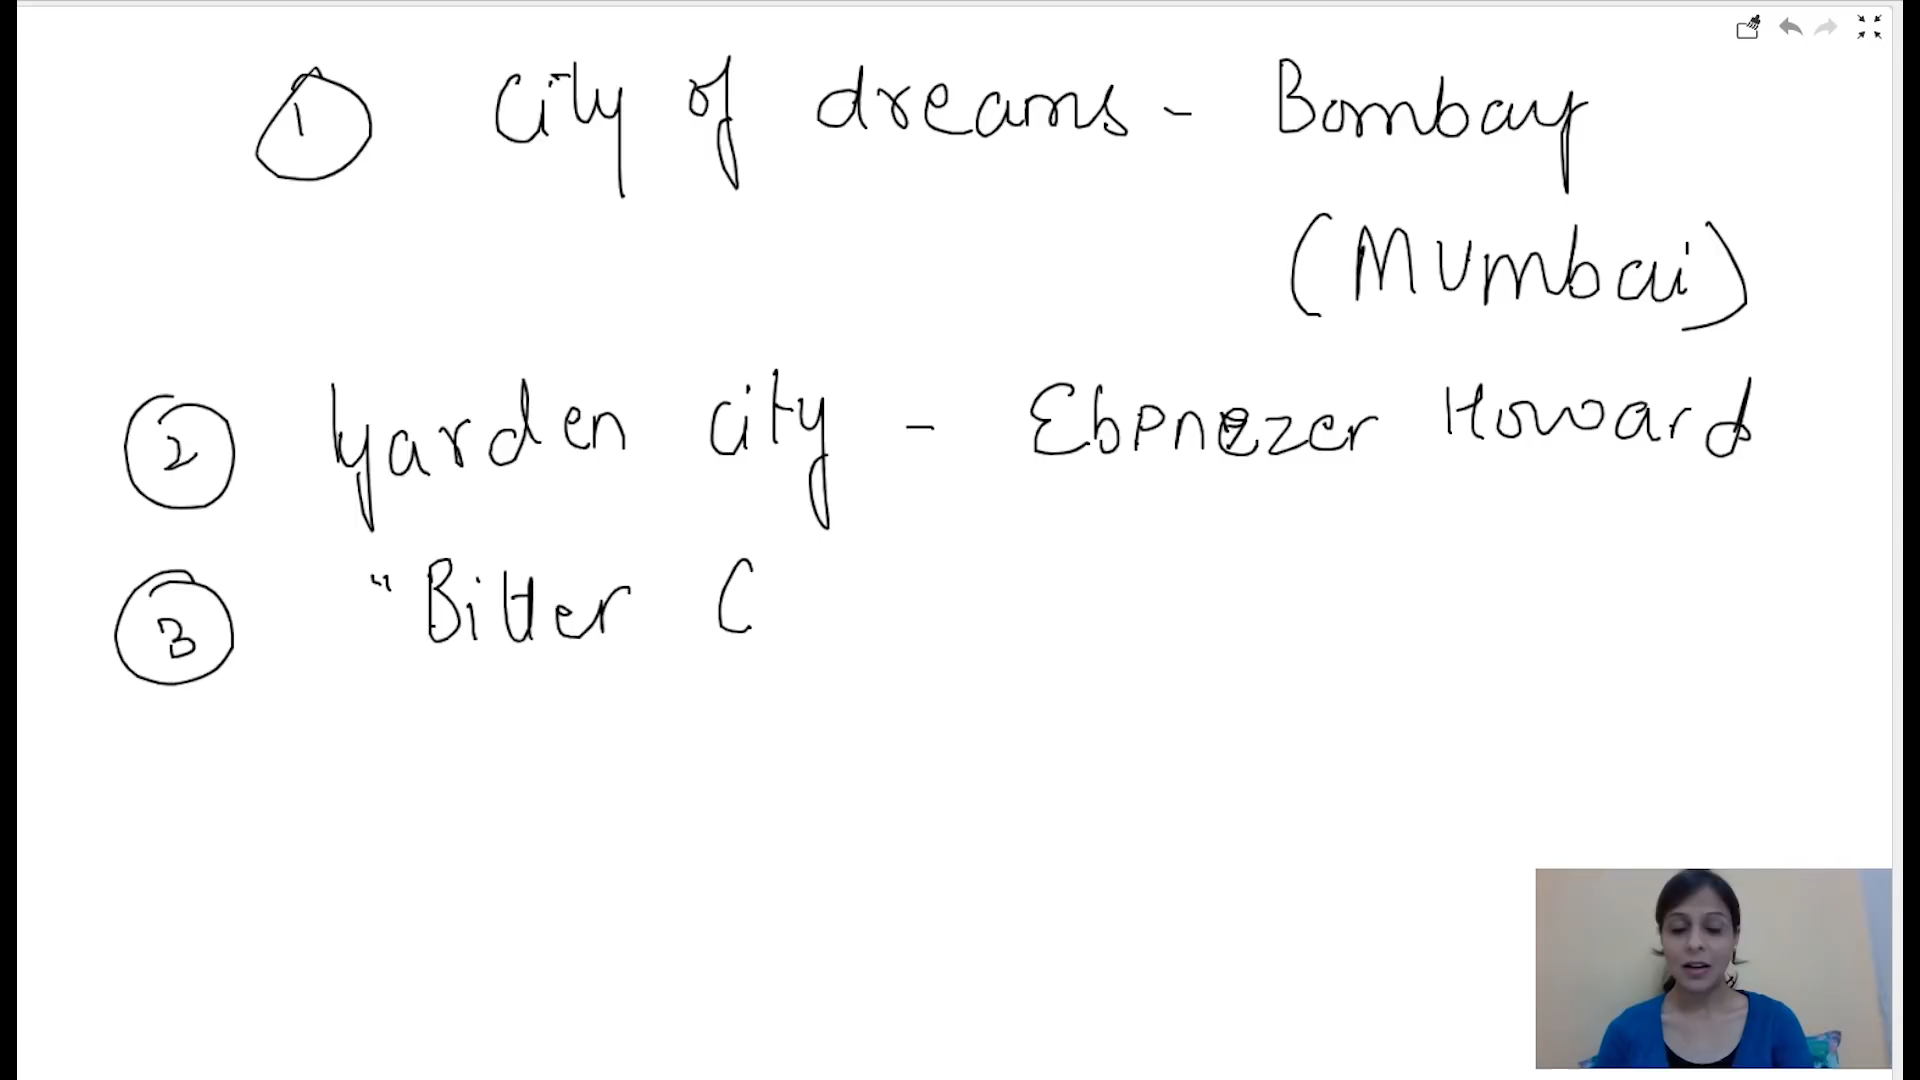 ① City of dreams - Bombay
(Mumbai)
② Garden city - Ebenezer Howard
③ "Bitter C